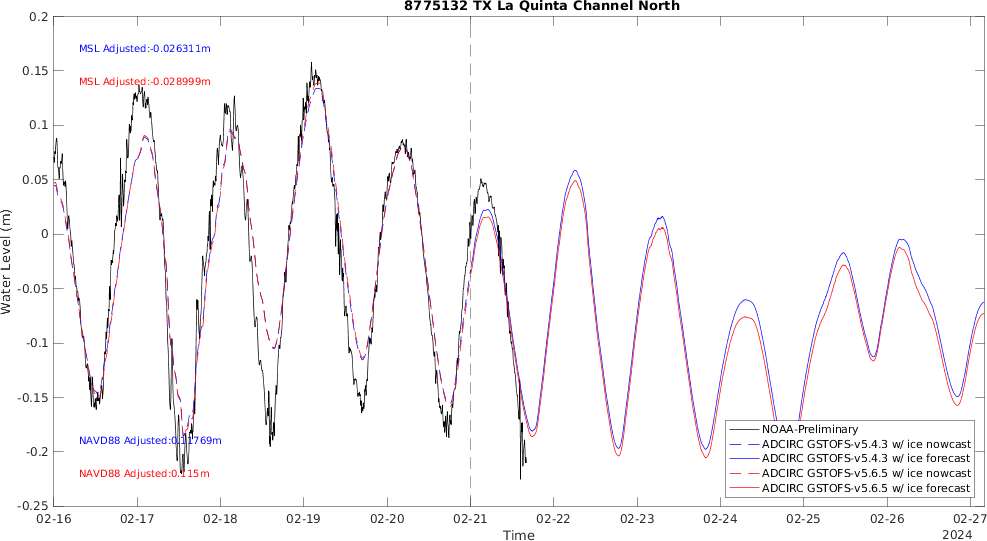 8775132 TX La Quinta Channel North
0.2
MSL Adjusted:-0.026311m
0.15
MSL Adjusted:-0.028999m
0.1
0.05
0
Water Level (m)
-0.05
-0.1
-0.15
NOAA-Preliminary
NAVD88 Adjusted:0.11769m
ADCIRC GSTOFS-v5.4.3 w/ ice nowcast
-0.2
ADCIRC GSTOFS-v5.4.3 w/ ice forecast
NAVD88 Adjusted:0.115m
ADCIRC GSTOFS-v5.6.5 w/ ice nowcast
ADCIRC GSTOFS-v5.6.5 w/ ice forecast
-0.25
02-16 02-17 02-18 02-19 02-20 02-21 02-22 02-23 02-24 02-25 02-26 02-27
Time
2024